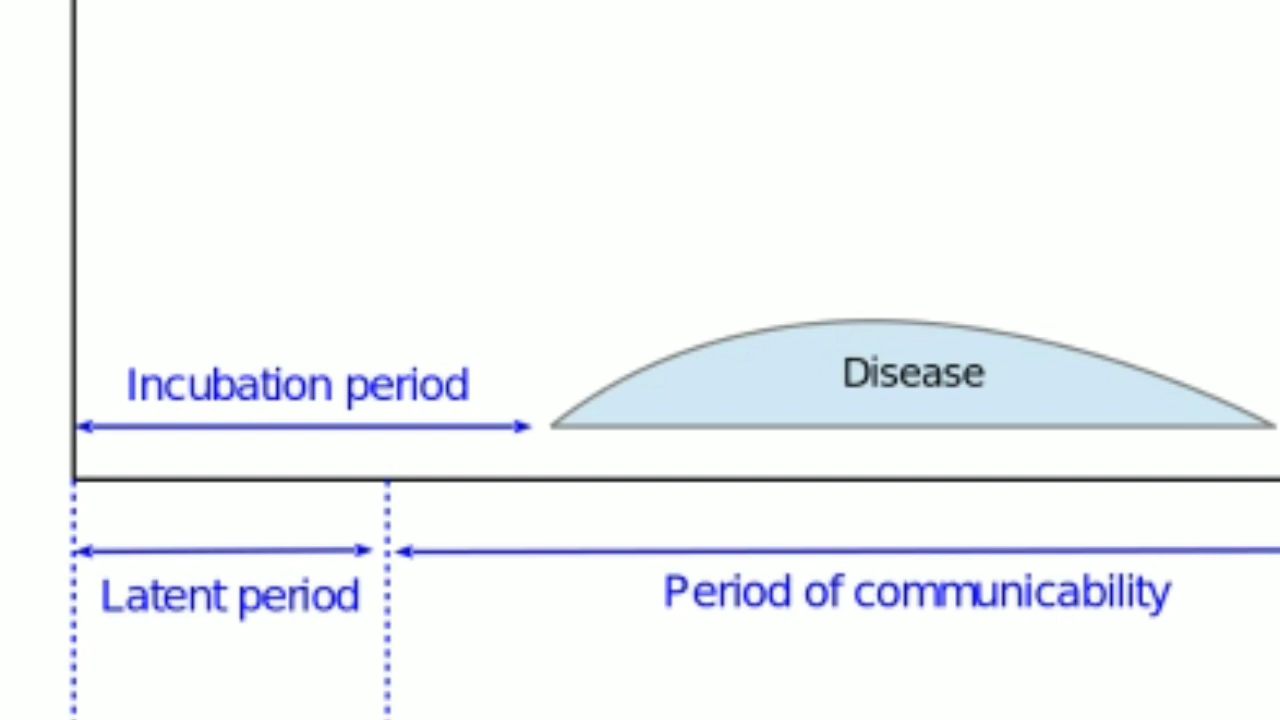 Disease
Incubation period
Period of communicability
Latent period